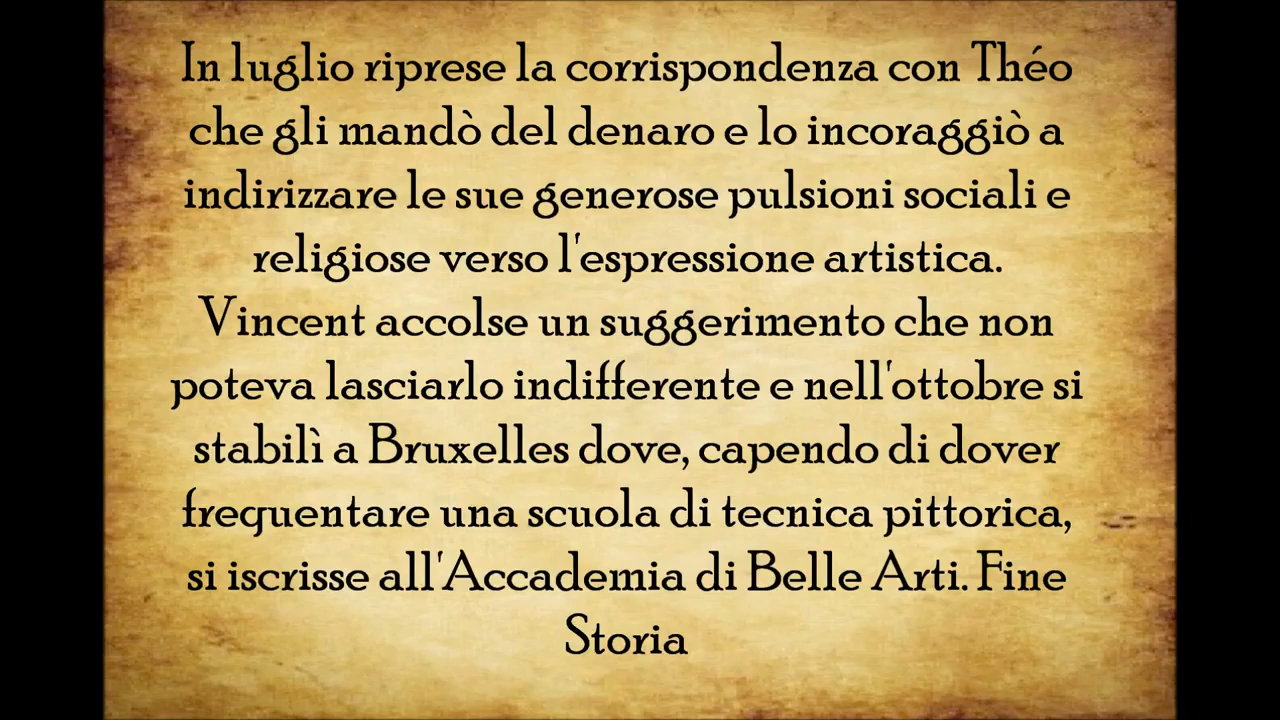 In luglio riprese la corrispondenza con Théo
che gli mandò del denaro e lo incoraggiò a
indirizzare le sue generose pulsioni sociali e
religiose verso l'espressione artistica.
Vincent accolse un suggerimento che non
poteva lasciarlo indifferente e nell'ottobre si
stabilì a Bruxelles dove, capendo di dover
frequentare una scuola di tecnica pittorica,
si iscrisse all'Accademia di Belle Arti. Fine
Storia